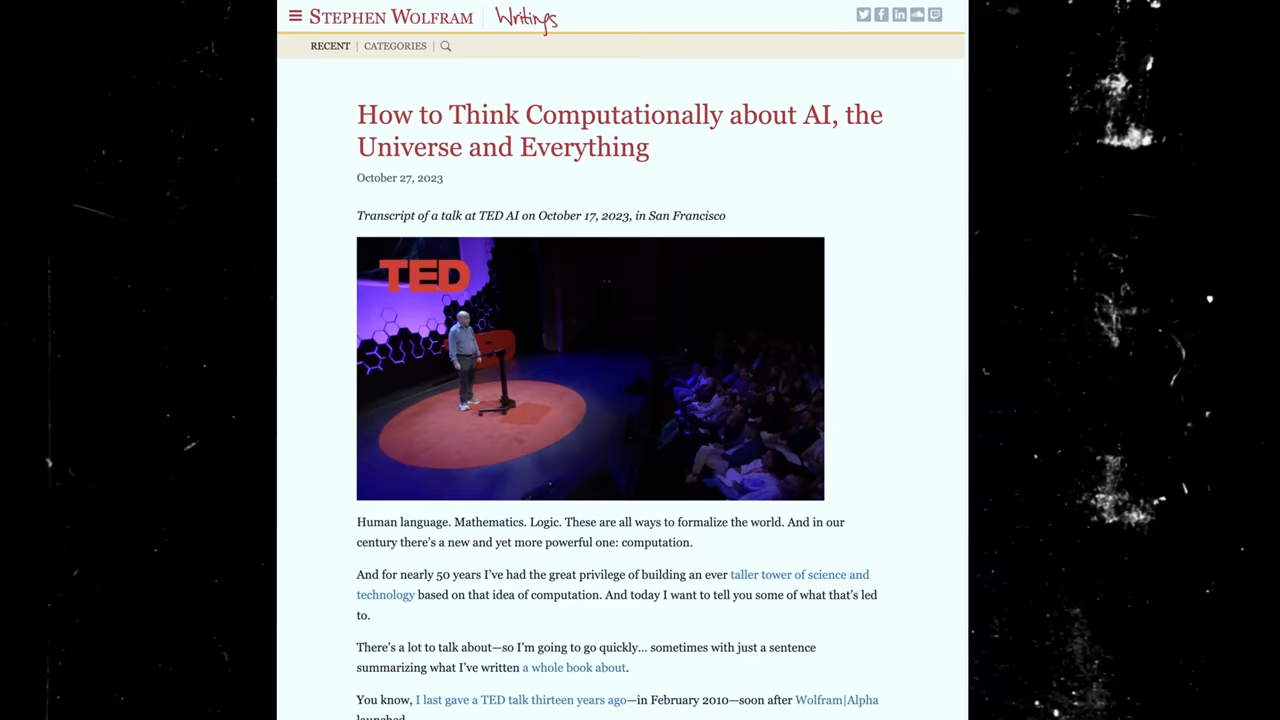 STEPHEN WOLFRAM Writings
RECENT | CATEGORIES |
How to Think Computationally about AI, the
Universe and Everything
October 27, 2023
Transcript of a talk at TED AI on October 17, 2023, in San Francisco
TED
Human language. Mathematics. Logic. These are all ways to formalize the world. And in our
century there's a new and yet more powerful one: computation.
And for nearly 50 years I've had the great privilege of building an ever taller tower of science and
technology based on that idea of computation. And today I want to tell you some of what that's led
to.
There's a lot to talk about—so I'm going to go quickly... sometimes with just a sentence
summarizing what I've written a whole book about.
You know, I last gave a TED talk thirteen years ago—in February 2010—soon after Wolfram|Alpha
launched.